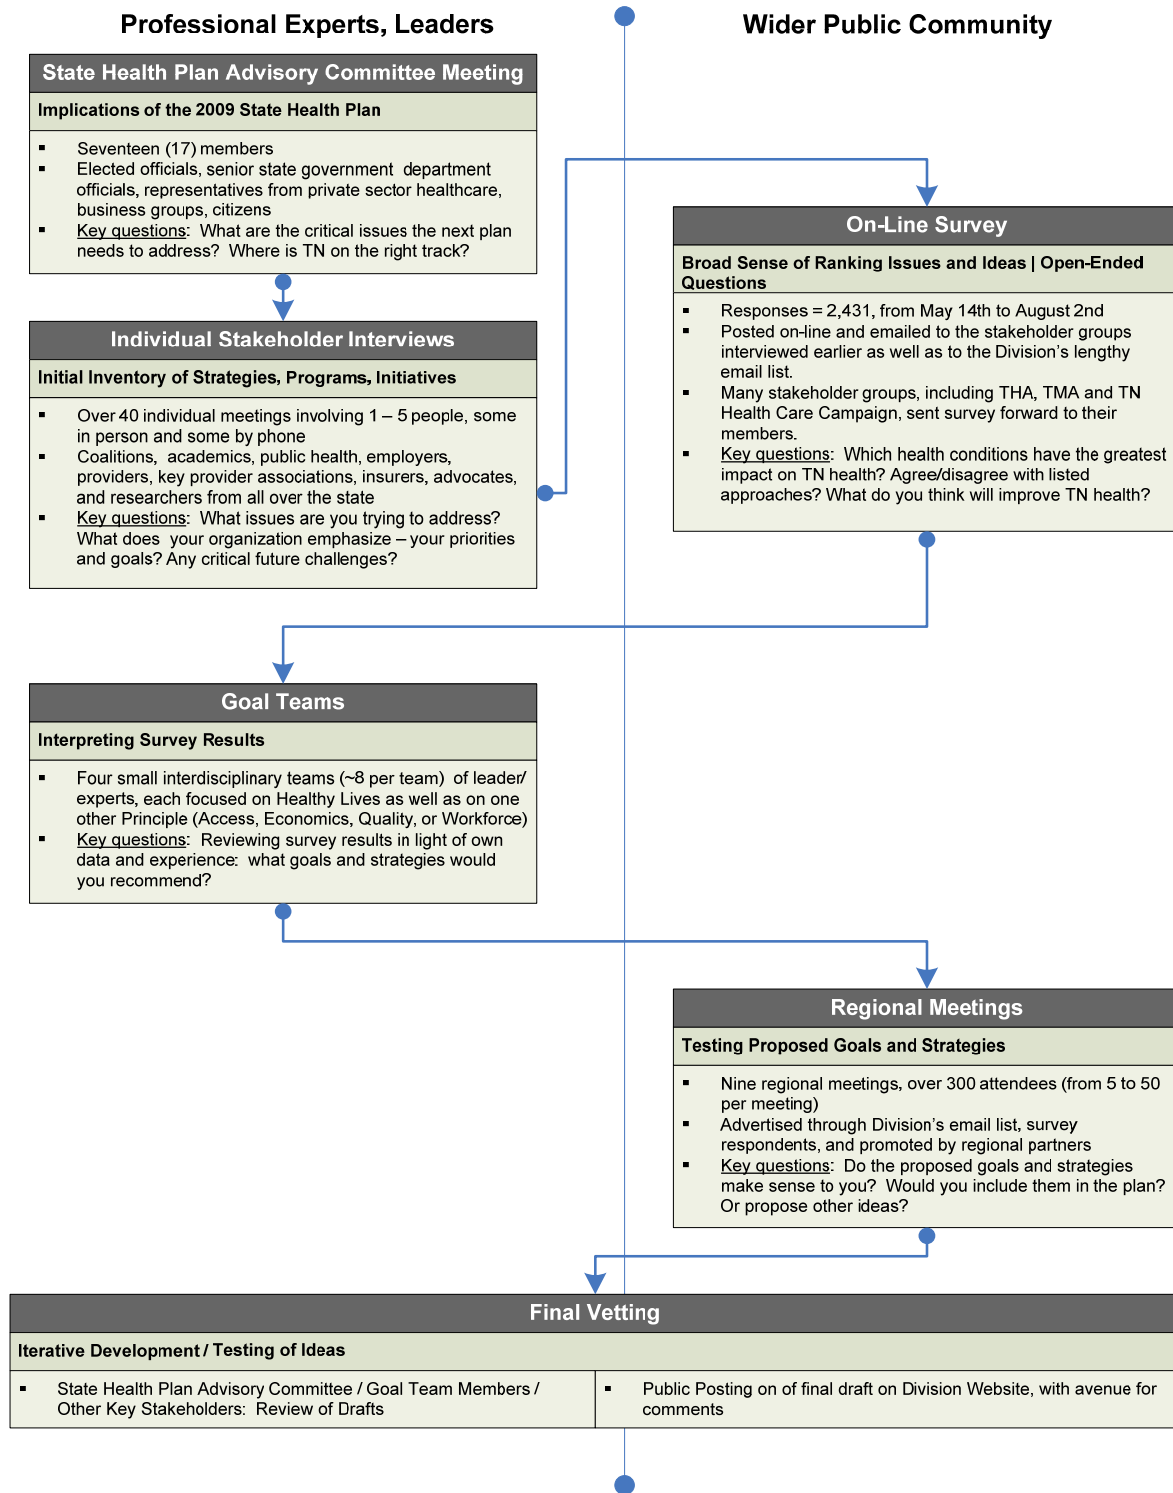 Professional Experts, Leaders
Wider Public Community
State Health Plan Advisory Committee Meeting
Implications of the 2009 State Health Plan
▪ Seventeen (17) members
▪ Elected officials, senior state government department
officials, representatives from private sector healthcare,
business groups, citizens
▪ Key questions: What are the critical issues the next plan
needs to address? Where is TN on the right track?
Individual Stakeholder Interviews
Initial Inventory of Strategies, Programs, Initiatives
▪ Over 40 individual meetings involving 1 – 5 people, some
in person and some by phone
▪ Coalitions, academics, public health, employers,
providers, key provider associations, insurers, advocates,
and researchers from all over the state
▪ Key questions: What issues are you trying to address?
What does your organization emphasize – your priorities
and goals? Any critical future challenges?
On-Line Survey
Broad Sense of Ranking Issues and Ideas | Open-Ended
Questions
▪ Responses = 2,431, from May 14th to August 2nd
▪ Posted on-line and emailed to the stakeholder groups
interviewed earlier as well as to the Division's lengthy
email list.
▪ Many stakeholder groups, including THA, TMA and TN
Health Care Campaign, sent survey forward to their
members.
▪ Key questions: Which health conditions have the greatest
impact on TN health? Agree/disagree with listed
approaches? What do you think will improve TN health?
Goal Teams
Interpreting Survey Results
▪ Four small interdisciplinary teams (~8 per team) of leader/
experts, each focused on Healthy Lives as well as on one
other Principle (Access, Economics, Quality, or Workforce)
▪ Key questions: Reviewing survey results in light of own
data and experience: what goals and strategies would
you recommend?
Regional Meetings
Testing Proposed Goals and Strategies
▪ Nine regional meetings, over 300 attendees (from 5 to 50
per meeting)
▪ Advertised through Division's email list, survey
respondents, and promoted by regional partners
▪ Key questions: Do the proposed goals and strategies
make sense to you? Would you include them in the plan?
Or propose other ideas?
Final Vetting
Iterative Development / Testing of Ideas
▪ State Health Plan Advisory Committee / Goal Team Members /
Other Key Stakeholders: Review of Drafts
▪ Public Posting on of final draft on Division Website, with avenue for
comments